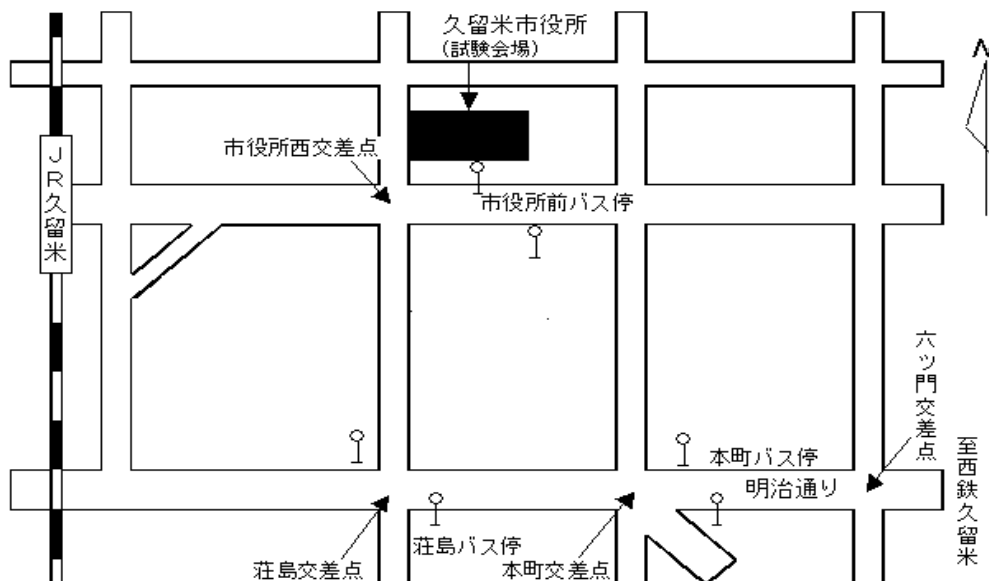 久留米市役所
(試験会場)
市役所西交差点
JR久留米
市役所前バス停
六ツ門交差点
至西鉄久留米
本町バス停
明治通り
荘島バス停
荘島交差点
本町交差点